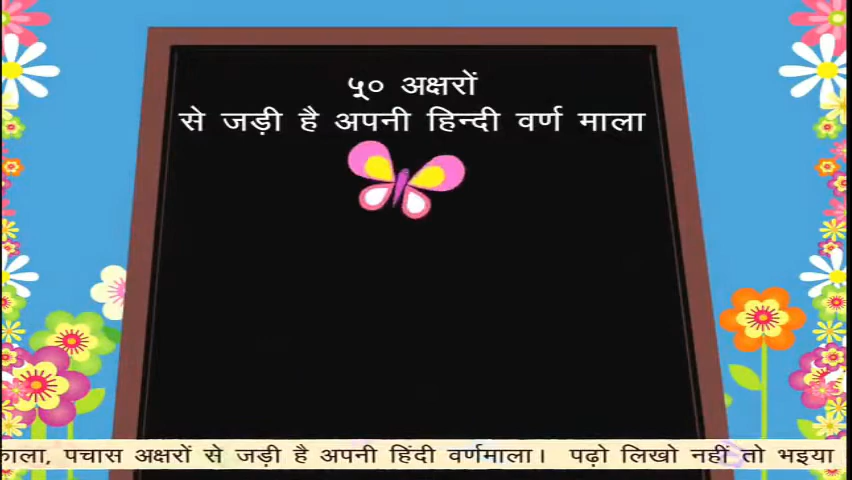 ५० अक्षरों
से जड़ी है अपनी हिन्दी वर्ण माला
पचास अक्षरों से जड़ी है अपनी हिंदी वर्णमाला। पढ़ो लिखो नहीं तो भइया